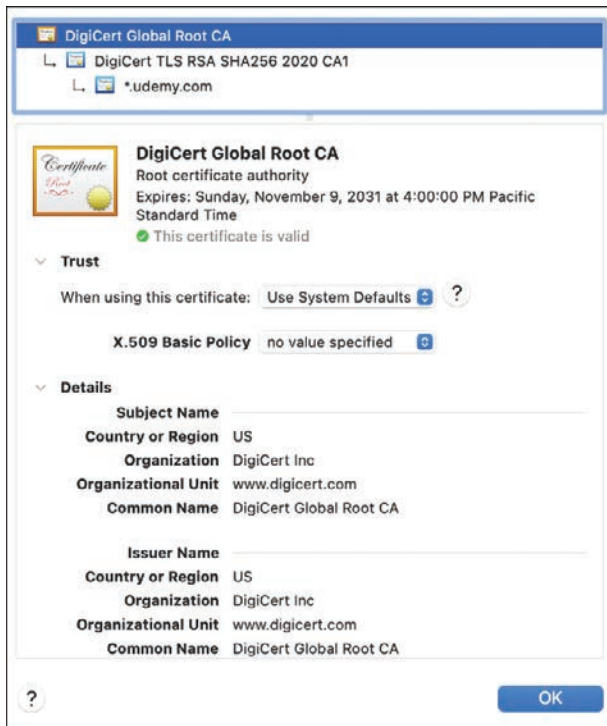 DigiCert Global Root CA
DigiCert TLS RSA SHA256 2020 CA1
*.udemy.com
Certificate
Root
DigiCert Global Root CA
Root certificate authority
Expires: Sunday, November 9, 2031 at 4:00:00 PM Pacific
Standard Time
This certificate is valid
Trust
When using this certificate: Use System Defaults ?
X.509 Basic Policy no value specified
Details
Subject Name
Country or Region US
Organization DigiCert Inc
Organizational Unit www.digicert.com
Common Name DigiCert Global Root CA
Issuer Name
Country or Region US
Organization DigiCert Inc
Organizational Unit www.digicert.com
Common Name DigiCert Global Root CA
? OK